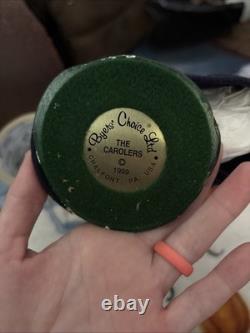 Byers' Choice Ltd®
THE
CAROLERS
©
1999
CHALFONT, PA. USA